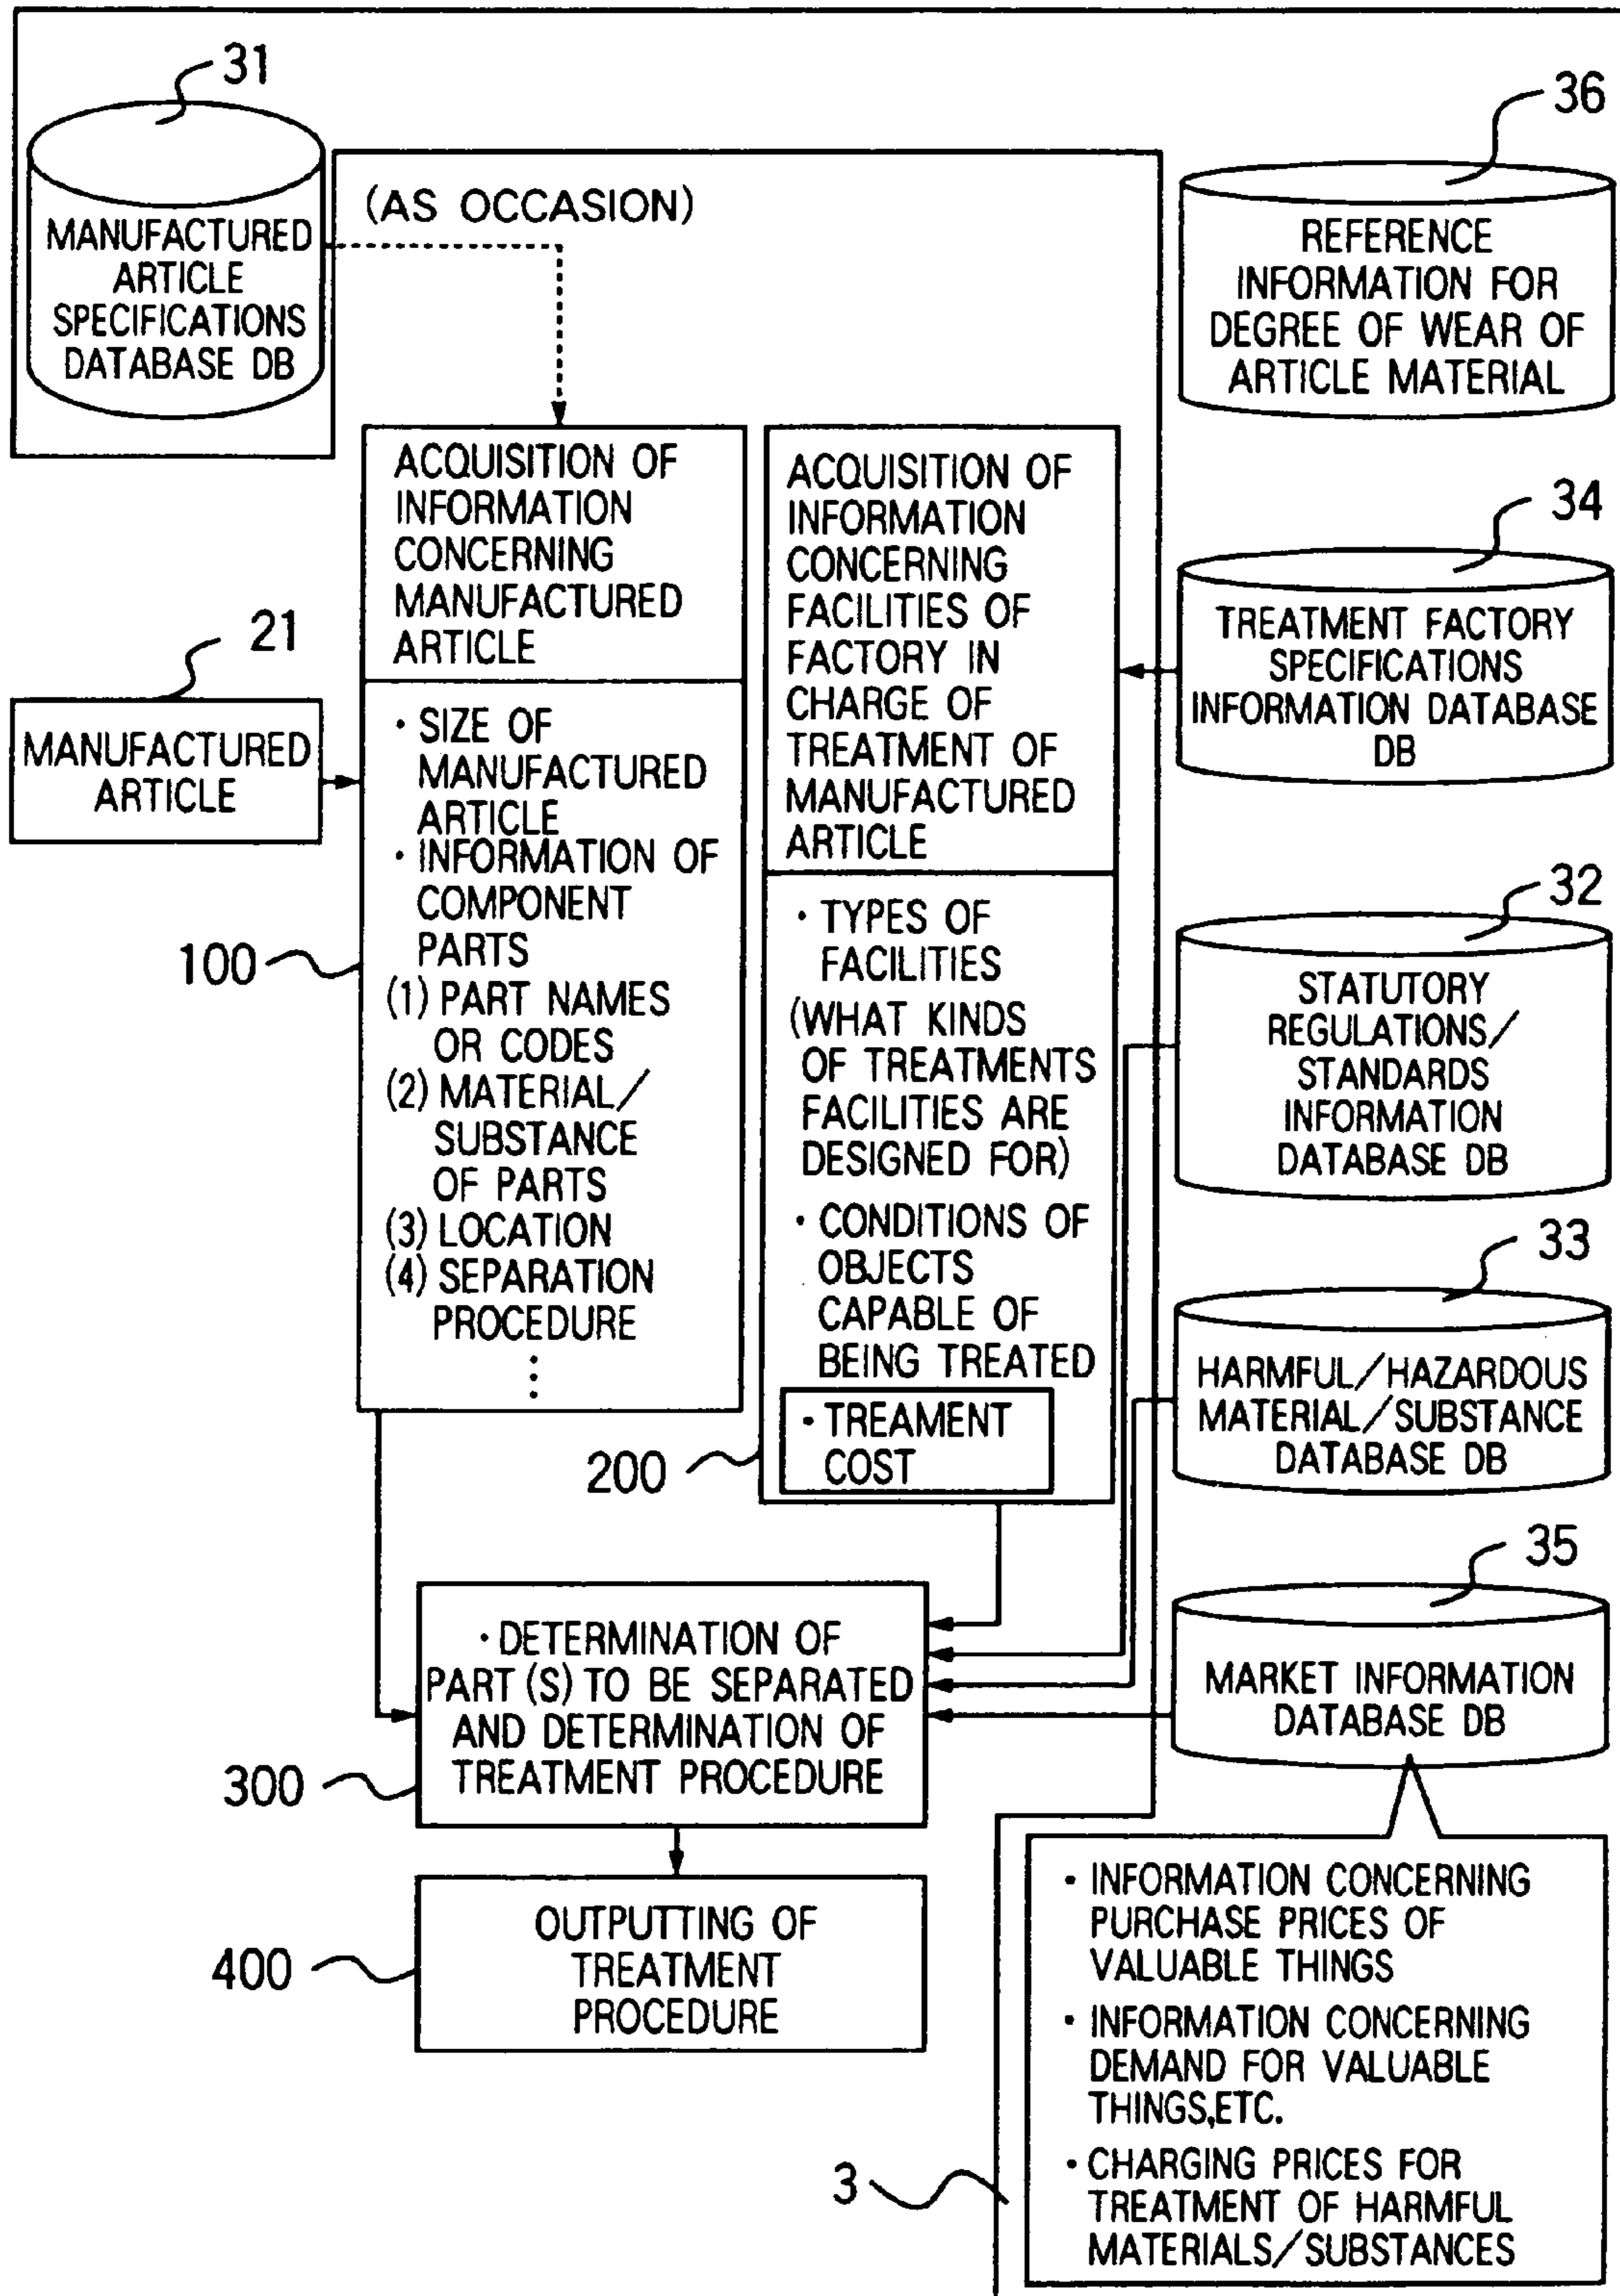 31
MANUFACTURED
ARTICLE
SPECIFICATIONS
DATABASE DB
(AS OCCASION)
36
REFERENCE
INFORMATION FOR
DEGREE OF WEAR OF
ARTICLE MATERIAL
21
MANUFACTURED
ARTICLE
ACQUISITION OF
INFORMATION
CONCERNING
MANUFACTURED
ARTICLE
· SIZE OF
MANUFACTURED
ARTICLE
· INFORMATION OF
COMPONENT
PARTS
(1) PART NAMES
OR CODES
(2) MATERIAL/
SUBSTANCE
OF PARTS
(3) LOCATION
(4) SEPARATION
PROCEDURE
⋮
100
ACQUISITION OF
INFORMATION
CONCERNING
FACILITIES OF
FACTORY IN
CHARGE OF
TREATMENT OF
MANUFACTURED
ARTICLE
· TYPES OF
FACILITIES
(WHAT KINDS
OF TREATMENTS
FACILITIES ARE
DESIGNED FOR)
· CONDITIONS OF
OBJECTS
CAPABLE OF
BEING TREATED
· TREAMENT
COST
200
34
TREATMENT FACTORY
SPECIFICATIONS
INFORMATION DATABASE
DB
32
STATUTORY
REGULATIONS/
STANDARDS
INFORMATION
DATABASE DB
33
HARMFUL/HAZARDOUS
MATERIAL/SUBSTANCE
DATABASE DB
35
MARKET INFORMATION
DATABASE DB
· DETERMINATION OF
PART (S) TO BE SEPARATED
AND DETERMINATION OF
TREATMENT PROCEDURE
300
OUTPUTTING OF
TREATMENT
PROCEDURE
400
· INFORMATION CONCERNING
PURCHASE PRICES OF
VALUABLE THINGS
· INFORMATION CONCERNING
DEMAND FOR VALUABLE
THINGS,ETC.
· CHARGING PRICES FOR
TREATMENT OF HARMFUL
MATERIALS/SUBSTANCES
3